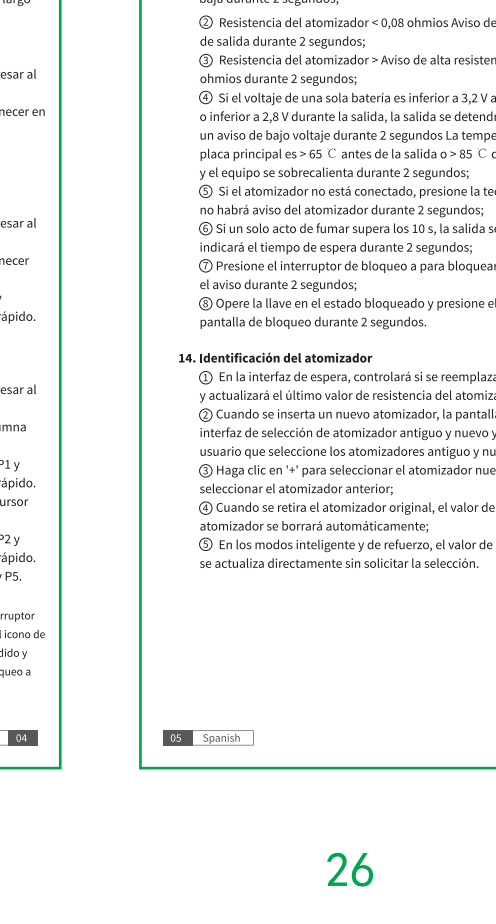 largo
esar al
necer en
esar al
necer
y
ápido.
esar al
umna
P1 y
ápido.
ursor
P2 y
ápido.
y P5.
rruptor
l icono de
dido y
queo a
04
baja durante 2 segundos;
② Resistencia del atomizador < 0,08 ohmios Aviso de
de salida durante 2 segundos;
③ Resistencia del atomizador > Aviso de alta resisten
ohmios durante 2 segundos;
④ Si el voltaje de una sola batería es inferior a 3,2 V a
o inferior a 2,8 V durante la salida, la salida se detendr
un aviso de bajo voltaje durante 2 segundos La tempe
placa principal es > 65 ℃ antes de la salida o > 85 ℃ d
y el equipo se sobrecalienta durante 2 segundos;
⑤ Si el atomizador no está conectado, presione la te
no habrá aviso del atomizador durante 2 segundos;
⑥ Si un solo acto de fumar supera los 10 s, la salida se
indicará el tiempo de espera durante 2 segundos;
⑦ Presione el interruptor de bloqueo a para bloquear
el aviso durante 2 segundos;
⑧ Opere la llave en el estado bloqueado y presione el
pantalla de bloqueo durante 2 segundos.
14. Identificación del atomizador
① En la interfaz de espera, controlará si se reemplaza
y actualizará el último valor de resistencia del atomiza
② Cuando se inserta un nuevo atomizador, la pantalla
interfaz de selección de atomizador antiguo y nuevo y
usuario que seleccione los atomizadores antiguo y nu
③ Haga clic en '+' para seleccionar el atomizador nue
seleccionar el atomizador anterior;
④ Cuando se retira el atomizador original, el valor de
atomizador se borrará automáticamente;
⑤ En los modos inteligente y de refuerzo, el valor de
se actualiza directamente sin solicitar la selección.
05 Spanish
26